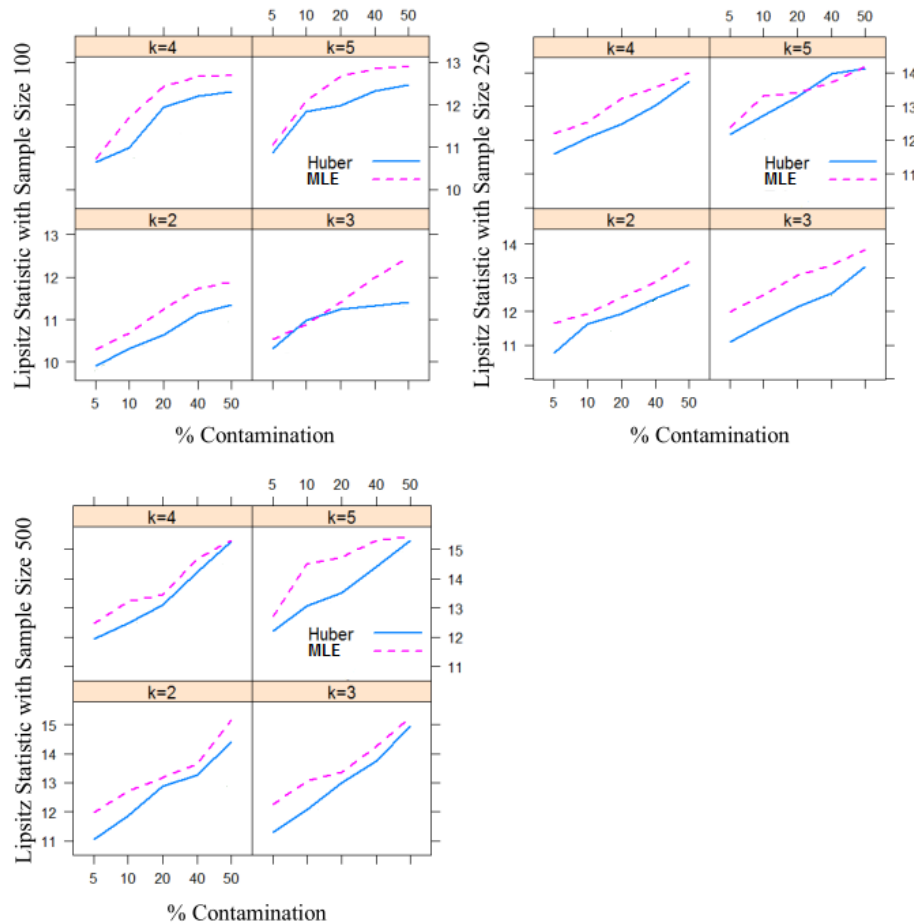 5 10 20 40 50
k=4 k=5
13
12
11
10
Huber
MLE
k=2 k=3
13
12
11
10
5 10 20 40 50
Lipsitz Statistic with Sample Size 100
% Contamination
5 10 20 40 50
k=4 k=5
14
13
12
11
Huber
MLE
k=2 k=3
14
13
12
11
5 10 20 40 50
Lipsitz Statistic with Sample Size 250
% Contamination
5 10 20 40 50
k=4 k=5
15
14
13
12
11
Huber
MLE
k=2 k=3
15
14
13
12
11
5 10 20 40 50
Lipsitz Statistic with Sample Size 500
% Contamination